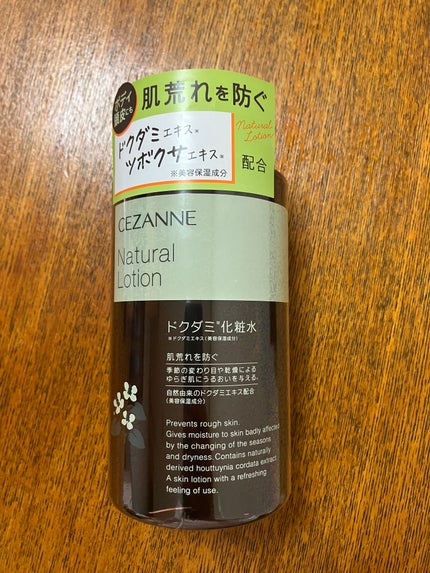 ボディ
頭皮にも
肌荒れを防ぐ
ドクダミエキス※
ツボクサエキス※
※美容保湿成分
Natural
Lotion
配合
CEZANNE
Natural
Lotion
ドクダミ※化粧水
※ドクダミエキス(美容保湿成分)
肌荒れを防ぐ
季節の変わり目や乾燥による
ゆらぎ肌にうるおいを与える。
自然由来のドクダミエキス配合
(美容保湿成分)
Prevents rough skin.
Gives moisture to skin badly affected
by the changing of the seasons
and dryness.Contains naturally
derived houttuynia cordata extract.
A skin lotion with a refreshing
feeling of use.